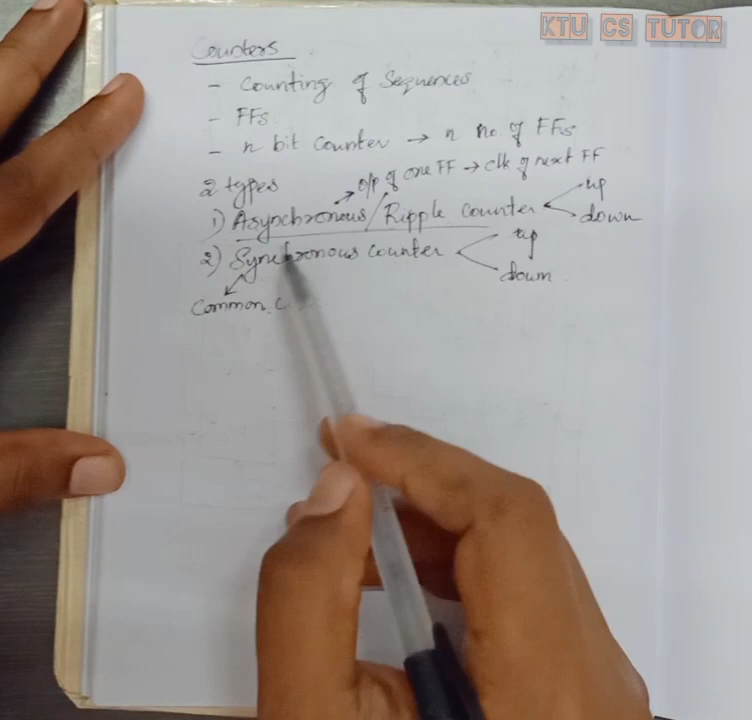 KTU CS TUTOR
Counters
- Counting of Sequences
- FFs
- n bit Counter → n no. of FFs
2 types → o/p of one FF → clk of next FF
1) Asynchronous/Ripple Counter up
down
2) Synchronous Counter up
down
Common C